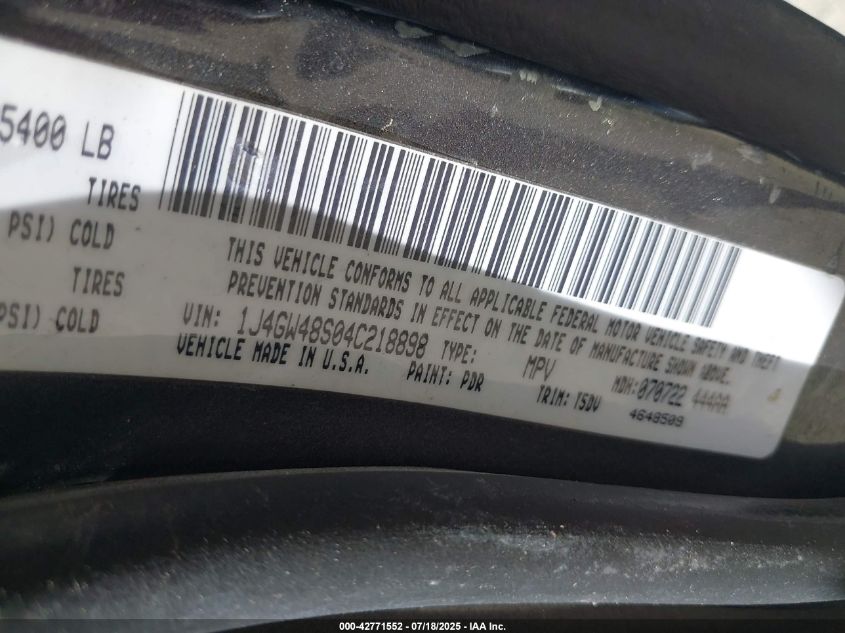 5400 LB
TIRES
PSI) COLD
TIRES
PSI) COLD
THIS VEHICLE CONFORMS TO ALL APPLICABLE FEDERAL MOTOR VEHICLE SAFETY AND THEFT
PREVENTION STANDARDS IN EFFECT ON THE DATE OF MANUFACTURE SHOWN ABOVE.
VIN: 1J4GW48S04C218898 TYPE: MPV MDH:070722 444AA
VEHICLE MADE IN U.S.A. PAINT: PDR TRIM: T5DV 4648509
000-42771552 | 07/18/2025 - IAA Inc.